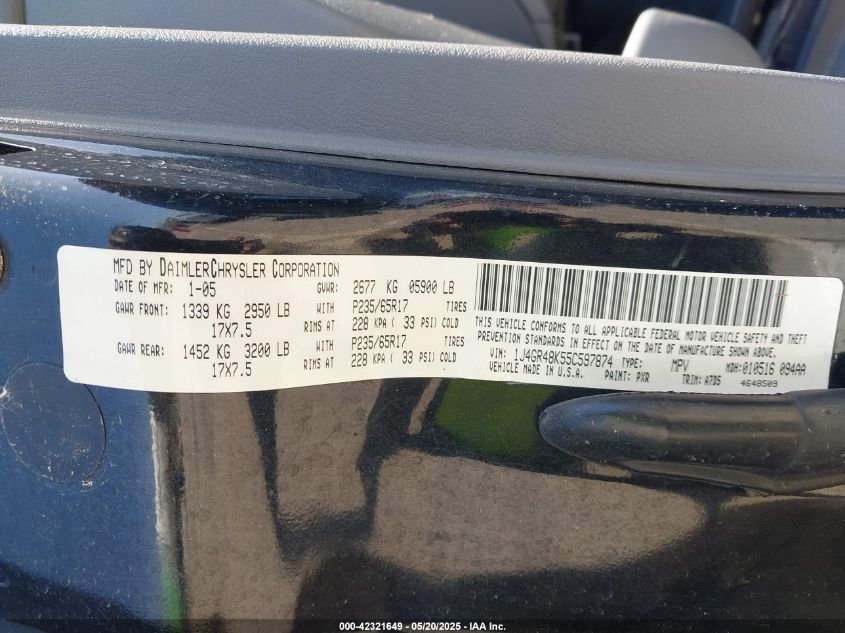 MFD BY DAIMLERCHRYSLER CORPORATION
DATE OF MFR: 1-05 GVWR: 2677 KG 05900 LB
GAWR FRONT: 1339 KG 2950 LB WITH P235/65R17 TIRES
17X7.5 RIMS AT 228 KPA ( 33 PSI) COLD
GAWR REAR: 1452 KG 3200 LB WITH P235/65R17 TIRES
17X7.5 RIMS AT 228 KPA ( 33 PSI) COLD
THIS VEHICLE CONFORMS TO ALL APPLICABLE FEDERAL MOTOR VEHICLE SAFETY AND THEFT
PREVENTION STANDARDS IN EFFECT ON THE DATE OF MANUFACTURE SHOWN ABOVE.
VIN: 1J4GR48K55C597874 TYPE: MPV MDH:010516 094AA
VEHICLE MADE IN U.S.A. PAINT: PXR TRIM: A7DS 4648509
000-42321649 - 05/20/2025 - IAA Inc.